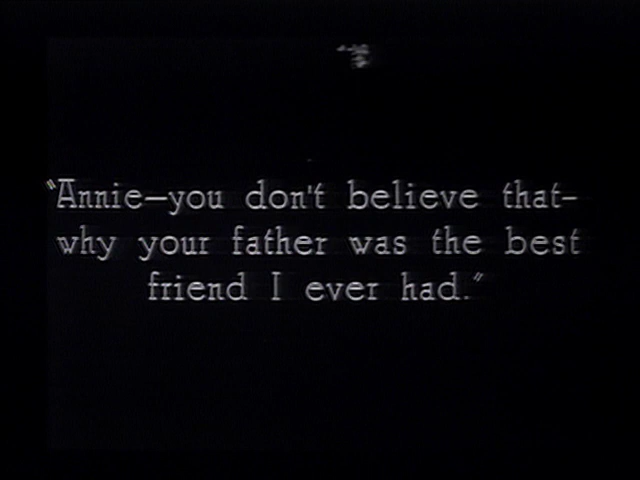 "Annie—you don't believe that—
why your father was the best
friend I ever had."